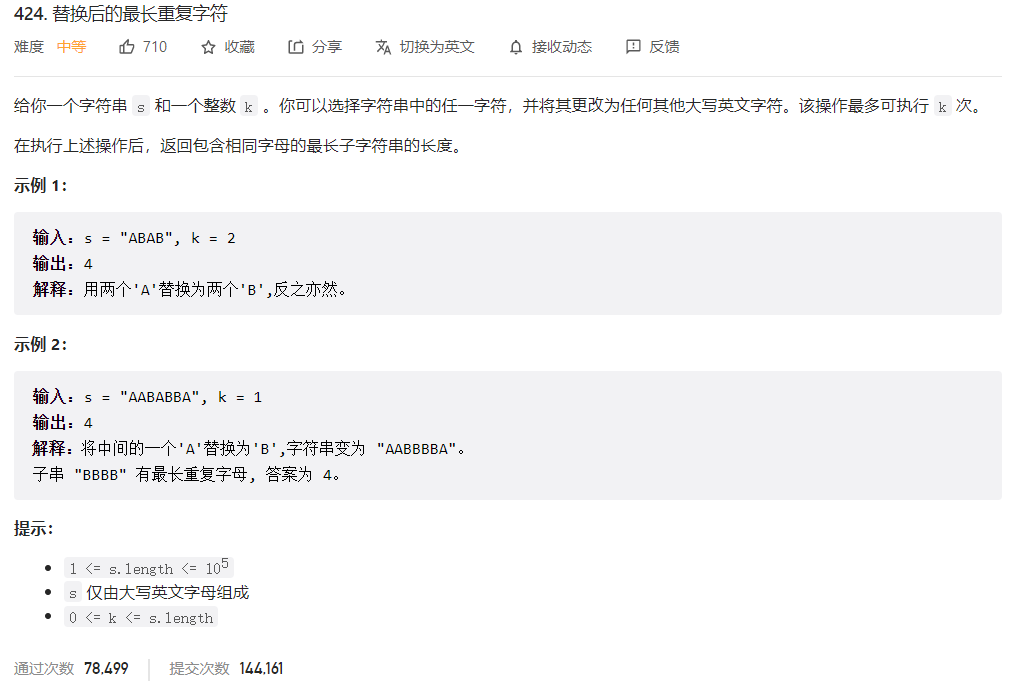 424. 替换后的最长重复字符
难度 中等 710 收藏 分享 切换为英文 接收动态 反馈
给你一个字符串 s 和一个整数 k 。你可以选择字符串中的任一字符，并将其更改为任何其他大写英文字符。该操作最多可执行 k 次。
在执行上述操作后，返回包含相同字母的最长子字符串的长度。
示例 1：
输入：s = "ABAB", k = 2
输出：4
解释：用两个'A'替换为两个'B',反之亦然。
示例 2：
输入：s = "AABABBA", k = 1
输出：4
解释：将中间的一个'A'替换为'B',字符串变为 "AABBBBA"。
子串 "BBBB" 有最长重复字母, 答案为 4。
提示：
1 <= s.length <= 10⁵
s 仅由大写英文字母组成
0 <= k <= s.length
通过次数 78,499 提交次数 144,161